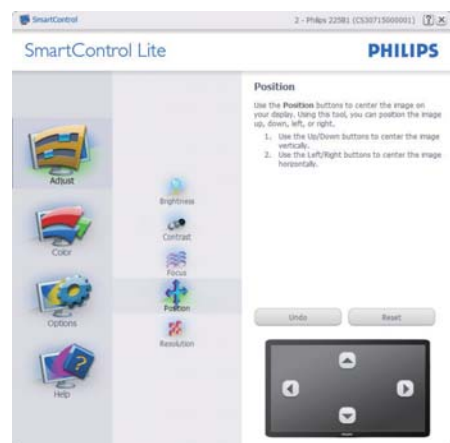 SmartControl
2 - Philips 225B1 (CS30715000001)
SmartControl Lite
PHILIPS
Adjust
Color
Options
Help
Brightness
Contrast
Focus
Position
Resolution
Position
Use the Position buttons to center the image on
your display. Using this tool, you can position the image
up, down, left, or right.
1. Use the Up/Down buttons to center the image
vertically.
2. Use the Left/Right buttons to center the image
horizontally.
Undo
Reset